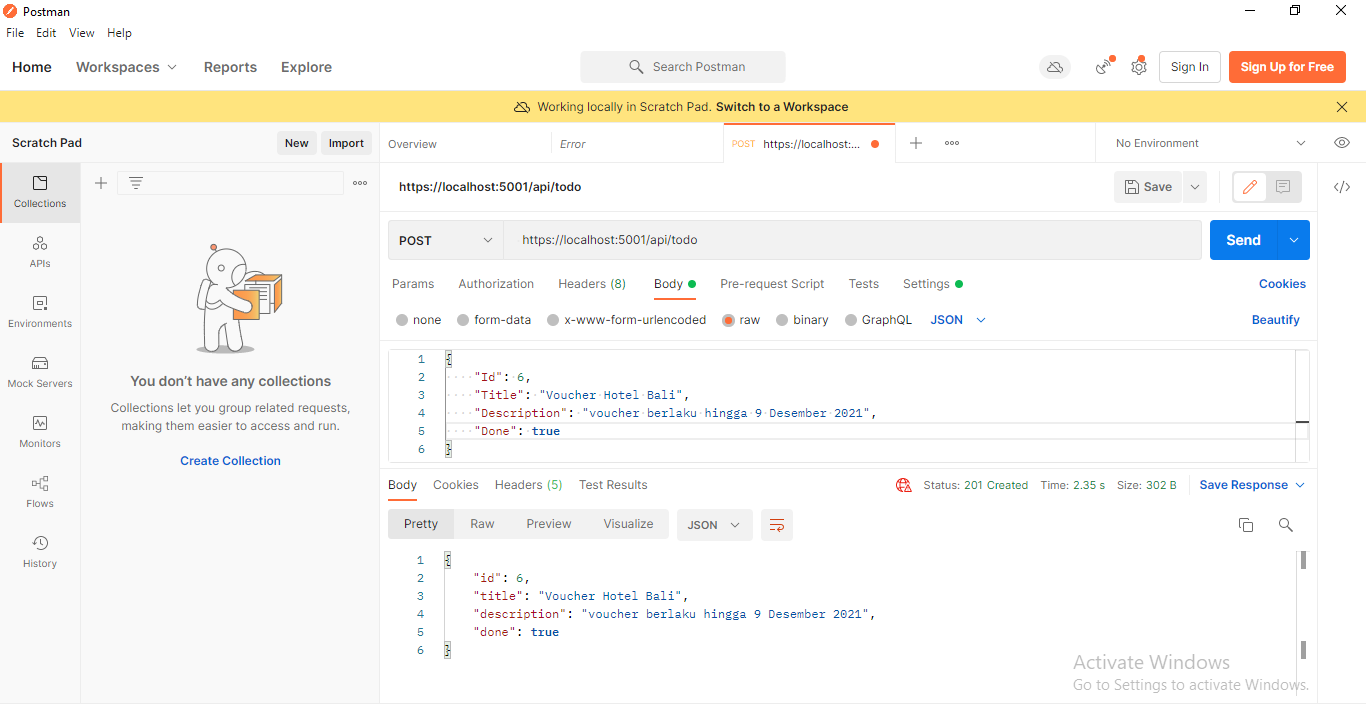 Postman
File Edit View Help
Home Workspaces Reports Explore Search Postman Sign In Sign Up for Free
Working locally in Scratch Pad. Switch to a Workspace
Scratch Pad New Import Overview Error POST https://localhost:... No Environment
https://localhost:5001/api/todo Save
Collections
APIs
Environments
Mock Servers
Monitors
Flows
History
You don't have any collections
Collections let you group related requests,
making them easier to access and run.
Create Collection
POST https://localhost:5001/api/todo Send
Params Authorization Headers (8) Body Pre-request Script Tests Settings Cookies
none form-data x-www-form-urlencoded raw binary GraphQL JSON Beautify
1 {
2 "Id": 6,
3 "Title": "Voucher Hotel Bali",
4 "Description": "voucher berlaku hingga 9 Desember 2021",
5 "Done": true
6 }
Body Cookies Headers (5) Test Results Status: 201 Created Time: 2.35 s Size: 302 B Save Response
Pretty Raw Preview Visualize JSON
1 {
2 "id": 6,
3 "title": "Voucher Hotel Bali",
4 "description": "voucher berlaku hingga 9 Desember 2021",
5 "done": true
6 }
Activate Windows
Go to Settings to activate Windows.